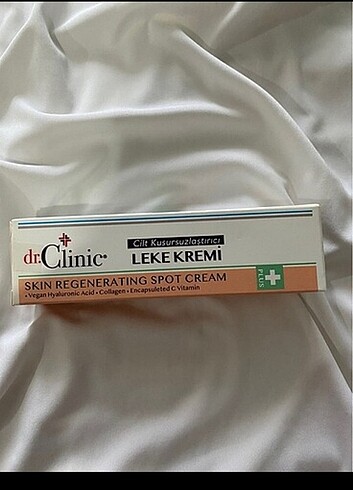 dr.Clinic®
Cilt Kusursuzlaştırıcı
LEKE KREMİ
SKIN REGENERATING SPOT CREAM
• Vegan Hyaluronic Acid • Collagen • Encapsuleted C Vitamin
PLUS